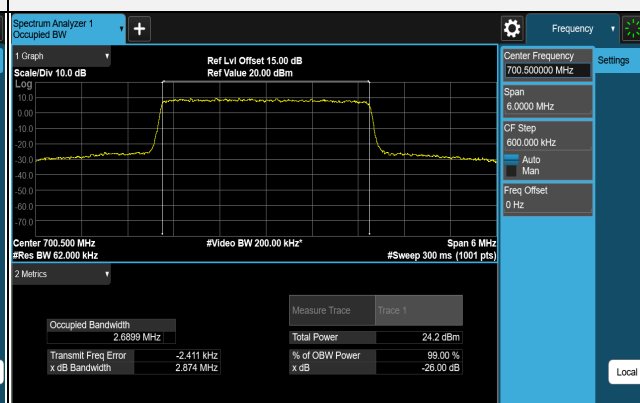 Spectrum Analyzer 1
Occupied BW
+
Frequency
1 Graph
Scale/Div 10.0 dB
Ref Lvl Offset 15.00 dB
Ref Value 20.00 dBm
Log
10.0
0.00
-10.0
-20.0
-30.0
-40.0
-50.0
-60.0
-70.0
Center 700.500 MHz
#Video BW 200.00 kHz*
Span 6 MHz
#Res BW 62.000 kHz
#Sweep 300 ms (1001 pts)
2 Metrics
Measure Trace
Trace 1
Occupied Bandwidth
2.6899 MHz
Total Power
24.2 dBm
Transmit Freq Error
-2.411 kHz
% of OBW Power
99.00 %
x dB Bandwidth
2.874 MHz
x dB
-26.00 dB
Center Frequency
700.500000 MHz
Settings
Span
6.0000 MHz
CF Step
600.000 kHz
Auto
Man
Freq Offset
0 Hz
Local